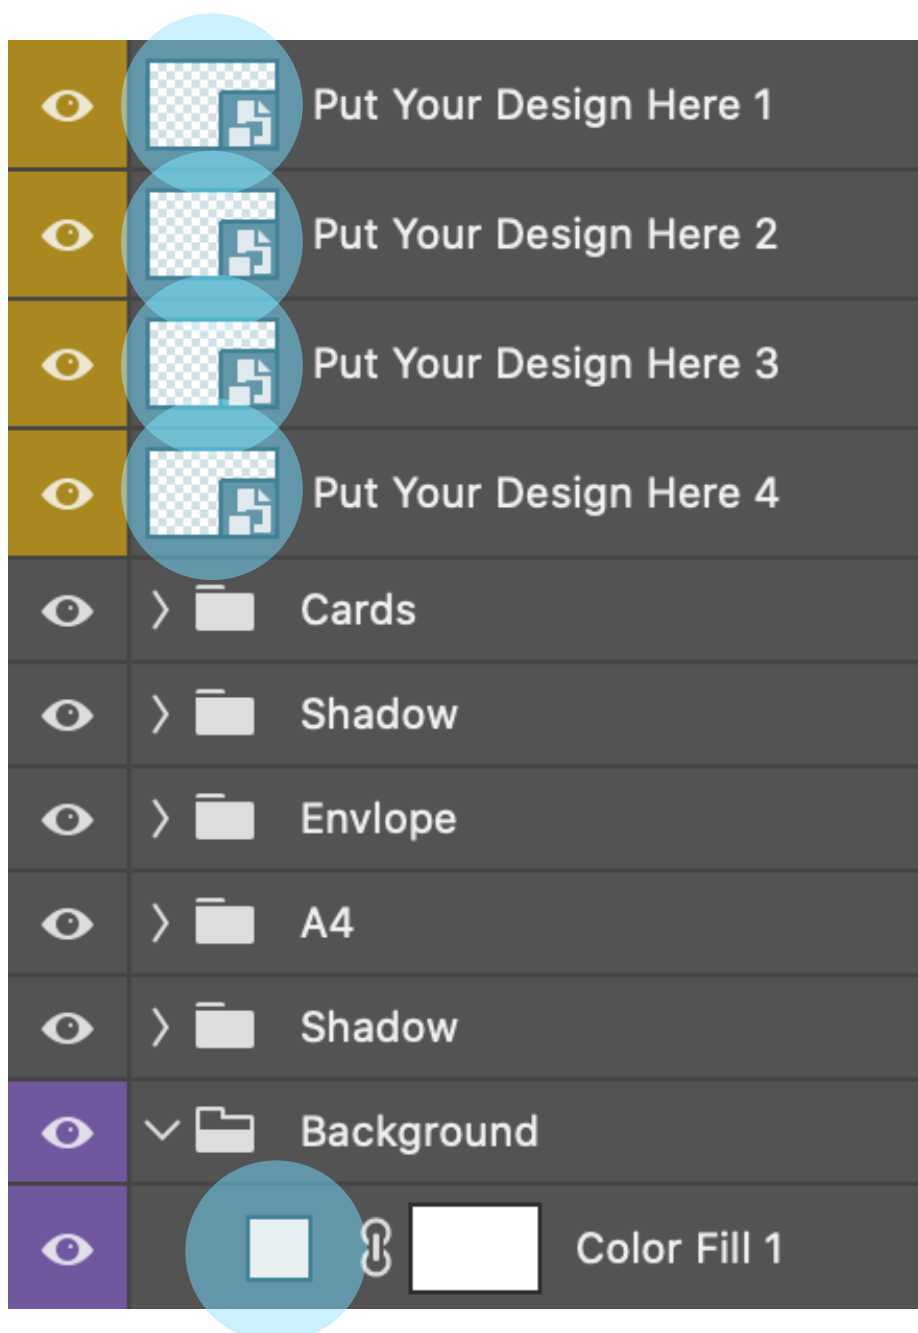 Put Your Design Here 1
Put Your Design Here 2
Put Your Design Here 3
Put Your Design Here 4
Cards
Shadow
Envlope
A4
Shadow
Background
Color Fill 1